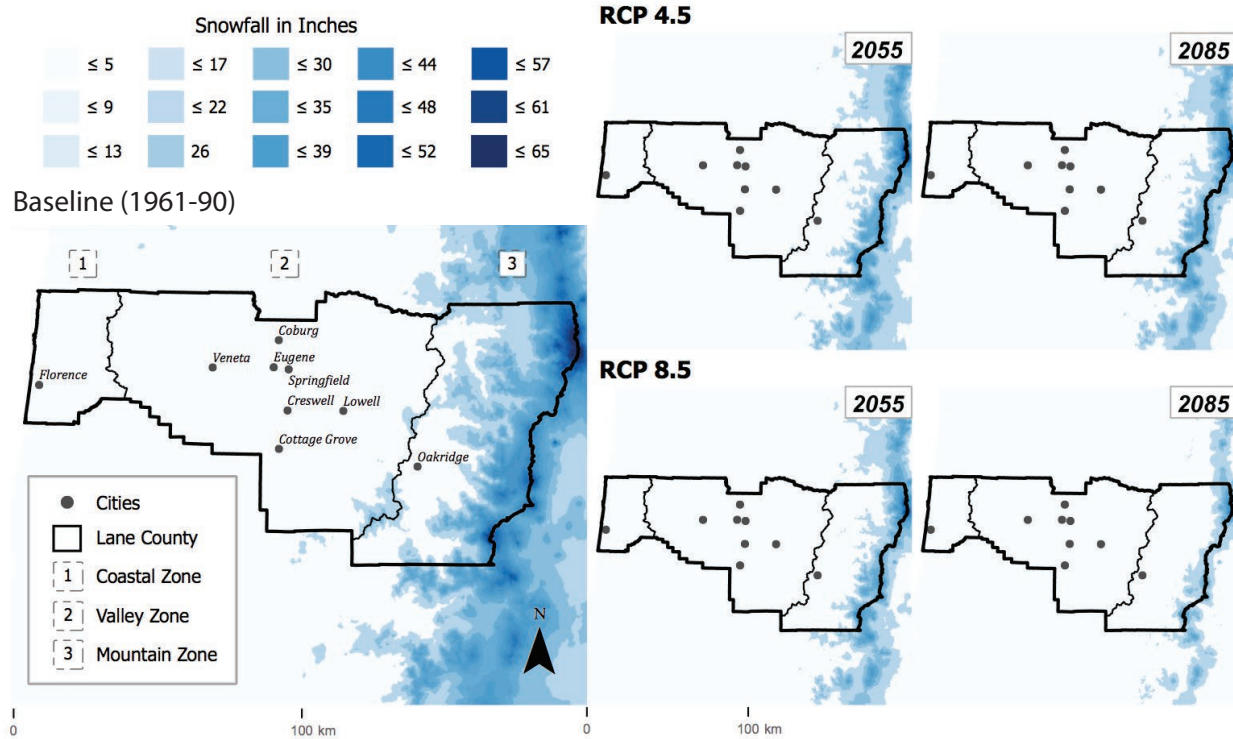 Snowfall in Inches
≤ 5 ≤ 17 ≤ 30 ≤ 44 ≤ 57
≤ 9 ≤ 22 ≤ 35 ≤ 48 ≤ 61
≤ 13 26 ≤ 39 ≤ 52 ≤ 65
Baseline (1961-90)
1 2 3
Coburg
Veneta Eugene
Florence Springfield
Creswell Lowell
Cottage Grove
Oakridge
Cities
Lane County
1 Coastal Zone
2 Valley Zone
3 Mountain Zone
N
0 100 km
RCP 4.5
2055 2085
RCP 8.5
2055 2085
0 100 km